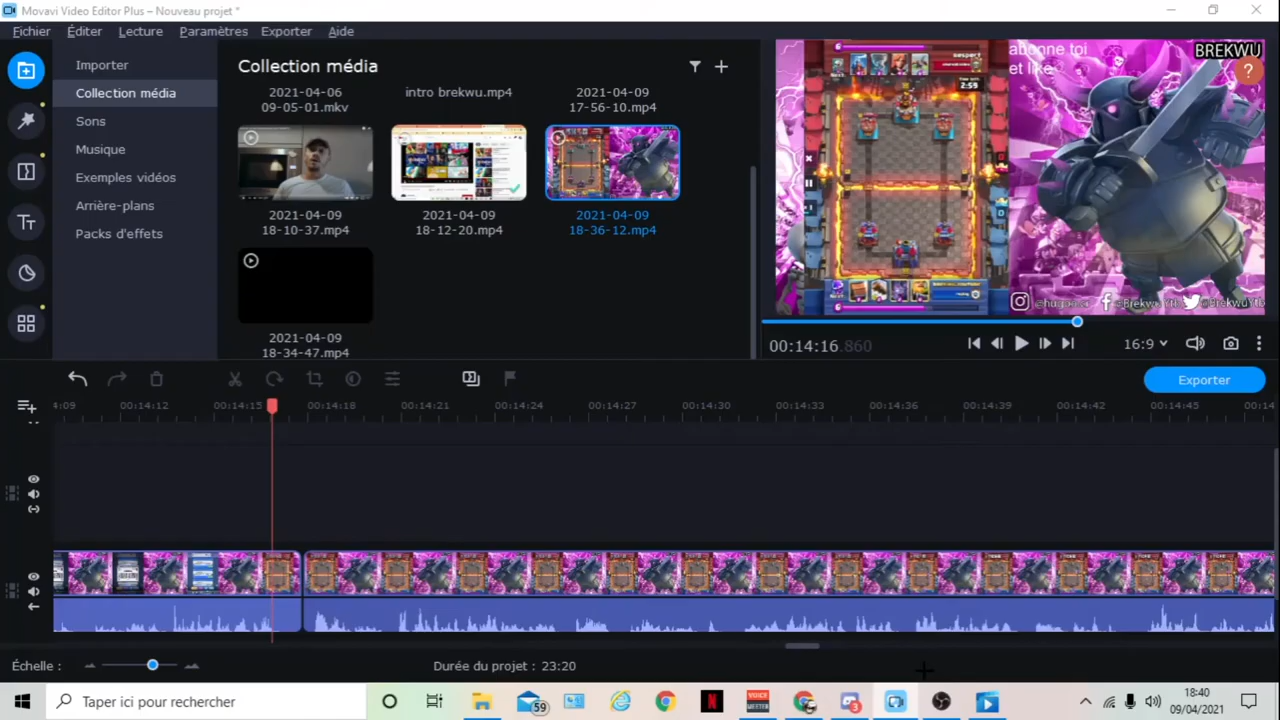 Movavi Video Editor Plus – Nouveau projet *
Fichier Éditer Lecture Paramètres Exporter Aide
Importer
Collection média
Sons
Musique
Exemples vidéos
Arrière-plans
Packs d'effets
Collection média
2021-04-06
09-05-01.mkv
intro brekwu.mp4
2021-04-09
17-56-10.mp4
2021-04-09
18-10-37.mp4
2021-04-09
18-12-20.mp4
2021-04-09
18-36-12.mp4
2021-04-09
18-34-47.mp4
abonne toi
et like
BREKWU
2:59
00:14:16.860
16:9
Exporter
4:09 00:14:12 00:14:15 00:14:18 00:14:21 00:14:24 00:14:27 00:14:30 00:14:33 00:14:36 00:14:39 00:14:42 00:14:45 00:14
Échelle :
Durée du projet : 23:20
Taper ici pour rechercher
59
3
18:40
09/04/2021